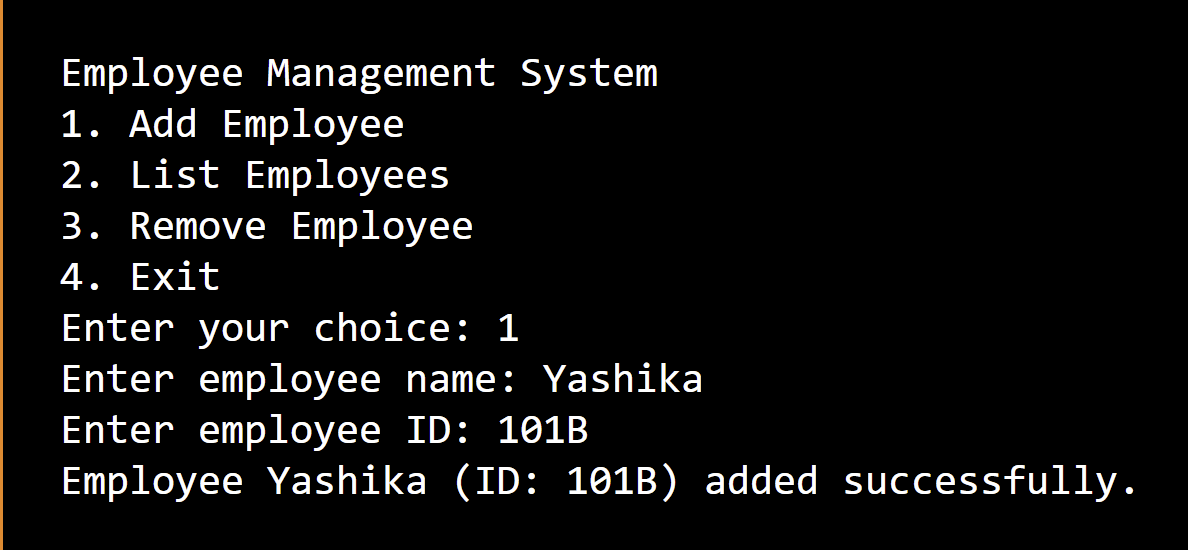 Employee Management System
1. Add Employee
2. List Employees
3. Remove Employee
4. Exit
Enter your choice: 1
Enter employee name: Yashika
Enter employee ID: 101B
Employee Yashika (ID: 101B) added successfully.